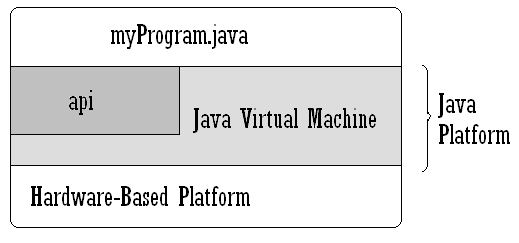 myProgram.java
api
Java Virtual Machine
Java
Platform
Hardware-Based Platform